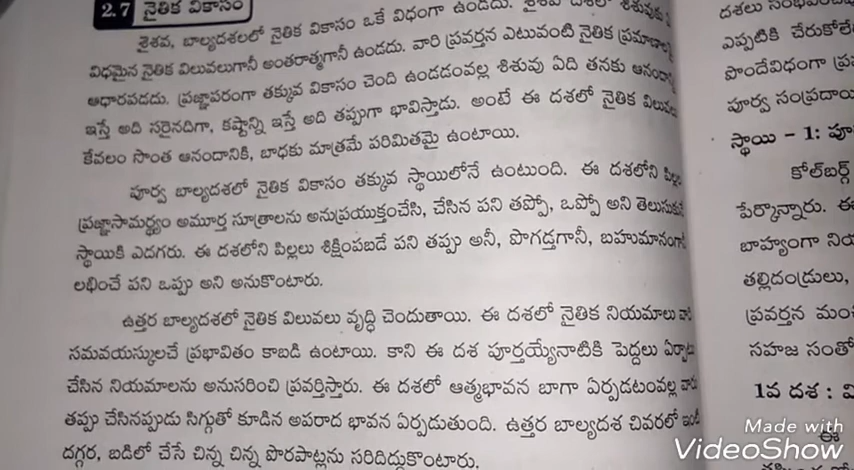 2.7 నైతిక వికాసం
శైశవ, బాల్యదశలలో నైతిక వికాసం ఒకే విధంగా ఉండదు. శైశవ దశలో శిశువుకు
విధమైన నైతిక విలువలుగానీ అంతరాత్మగానీ ఉండదు. వారి ప్రవర్తన ఎటువంటి నైతిక ప్రమాణాలపై
ఆధారపడదు. ప్రజ్ఞాపరంగా తక్కువ వికాసం చెంది ఉండడంవల్ల శిశువు ఏది తనకు
ఇస్తే అది సరైనదిగా, కష్టాన్ని ఇస్తే అది తప్పుగా భావిస్తాడు. అంటే ఈ దశలో నైతిక
కేవలం సొంత ఆనందానికి, బాధకు మాత్రమే పరిమితమై ఉంటాయి.
పూర్వ బాల్యదశలో నైతిక వికాసం తక్కువ స్థాయిలోనే ఉంటుంది. ఈ దశలోని
ప్రజ్ఞాసామర్థ్యం అమూర్త సూత్రాలను అనుప్రయుక్తంచేసి, చేసిన పని తప్పో, ఒప్పో అని
స్థాయికి ఎదగరు. ఈ దశలోని పిల్లలు శిక్షింపబడే పని తప్పు అనీ, పొగడ్తగానీ, బహుమానంగానీ
లభించే పని ఒప్పు అని అనుకొంటారు.
ఉత్తర బాల్యదశలో నైతిక విలువలు వృద్ధి చెందుతాయి. ఈ దశలో నైతిక నియమాలు వారి
సమవయస్కులచే ప్రభావితం కాబడి ఉంటాయి. కాని ఈ దశ పూర్తయ్యేనాటికి పెద్దలు
చేసిన నియమాలను అనుసరించి ప్రవర్తిస్తారు. ఈ దశలో ఆత్మభావన బాగా ఏర్పడటంవల్ల వారు
తప్పు చేసినప్పుడు సిగ్గుతో కూడిన అపరాద భావన ఏర్పడుతుంది. ఉత్తర బాల్యదశ చివరలో ఇంటి
దగ్గర, బడిలో చేసే చిన్న చిన్న పొరపాట్లను సరిదిద్దుకొంటారు.
దశలు
ఎప్పటికి
పొందేవిధంగా
పూర్వ
స్థాయి - 1:
కోల్‌బర్గ్
పేర్కొన్నారు. ఈ
బాహ్యంగా
తల్లిదండ్రులు,
ప్రవర్తన
సహజ
1వ దశ :
ఈ
Made with
VideoShow